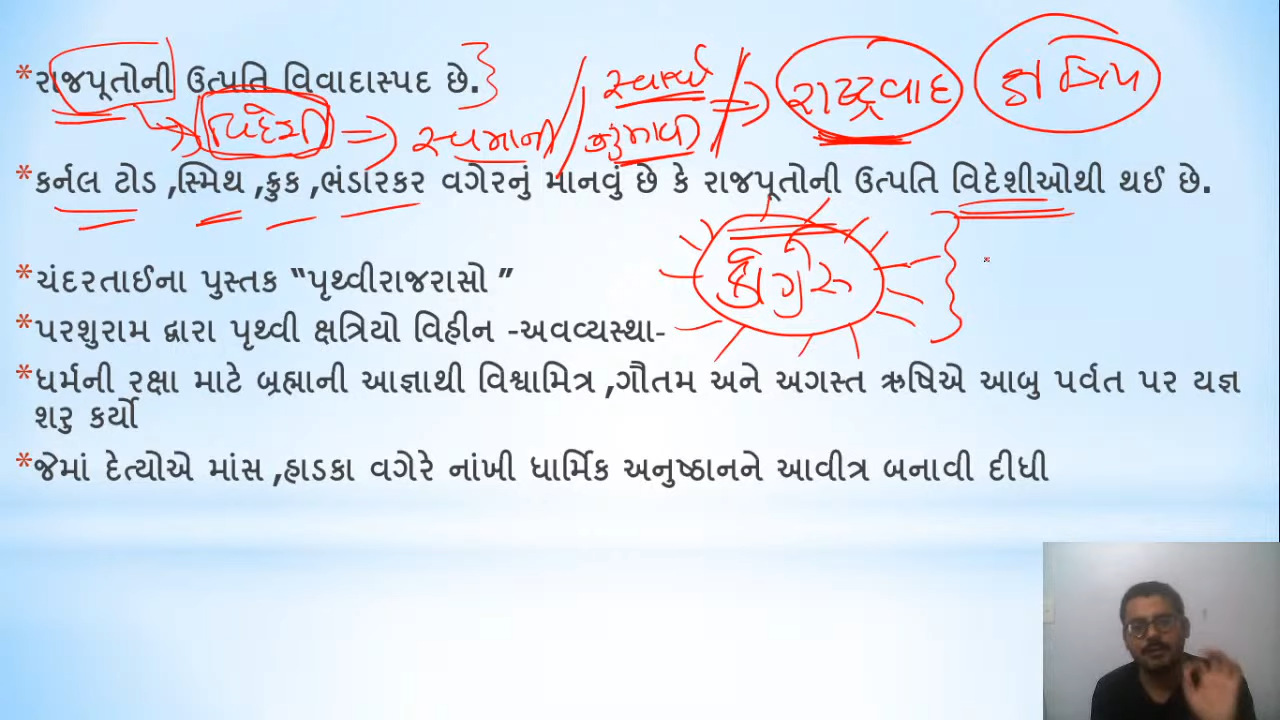 * રાજપૂતોની ઉત્પતિ વિવાદાસ્પદ છે.
સ્વાર્થ
રાષ્ટ્રવાદ
ક્ષત્રિય
વિદેશી => સ્વમાની
* કર્નલ ટોડ ,સ્મિથ ,ક્રુક ,ભંડારકર વગેરનું માનવું છે કે રાજપૂતોની ઉત્પતિ વિદેશીઓથી થઈ છે.
* ચંદરતાઈના પુસ્તક “પૃથ્વીરાજરાસો ”
* પરશુરામ દ્વારા પૃથ્વી ક્ષત્રિયો વિહીન -અવવ્યસ્થા-
* ધર્મની રક્ષા માટે બ્રહ્માની આજ્ઞાથી વિશ્વામિત્ર ,ગૌતમ અને અગસ્ત ઋષિએ આબુ પર્વત પર યજ્ઞ
શરુ કર્યો
* જેમાં દેત્યોએ માંસ ,હાડકા વગેરે નાંખી ધાર્મિક અનુષ્ઠાનને આવીત્ર બનાવી દીધી